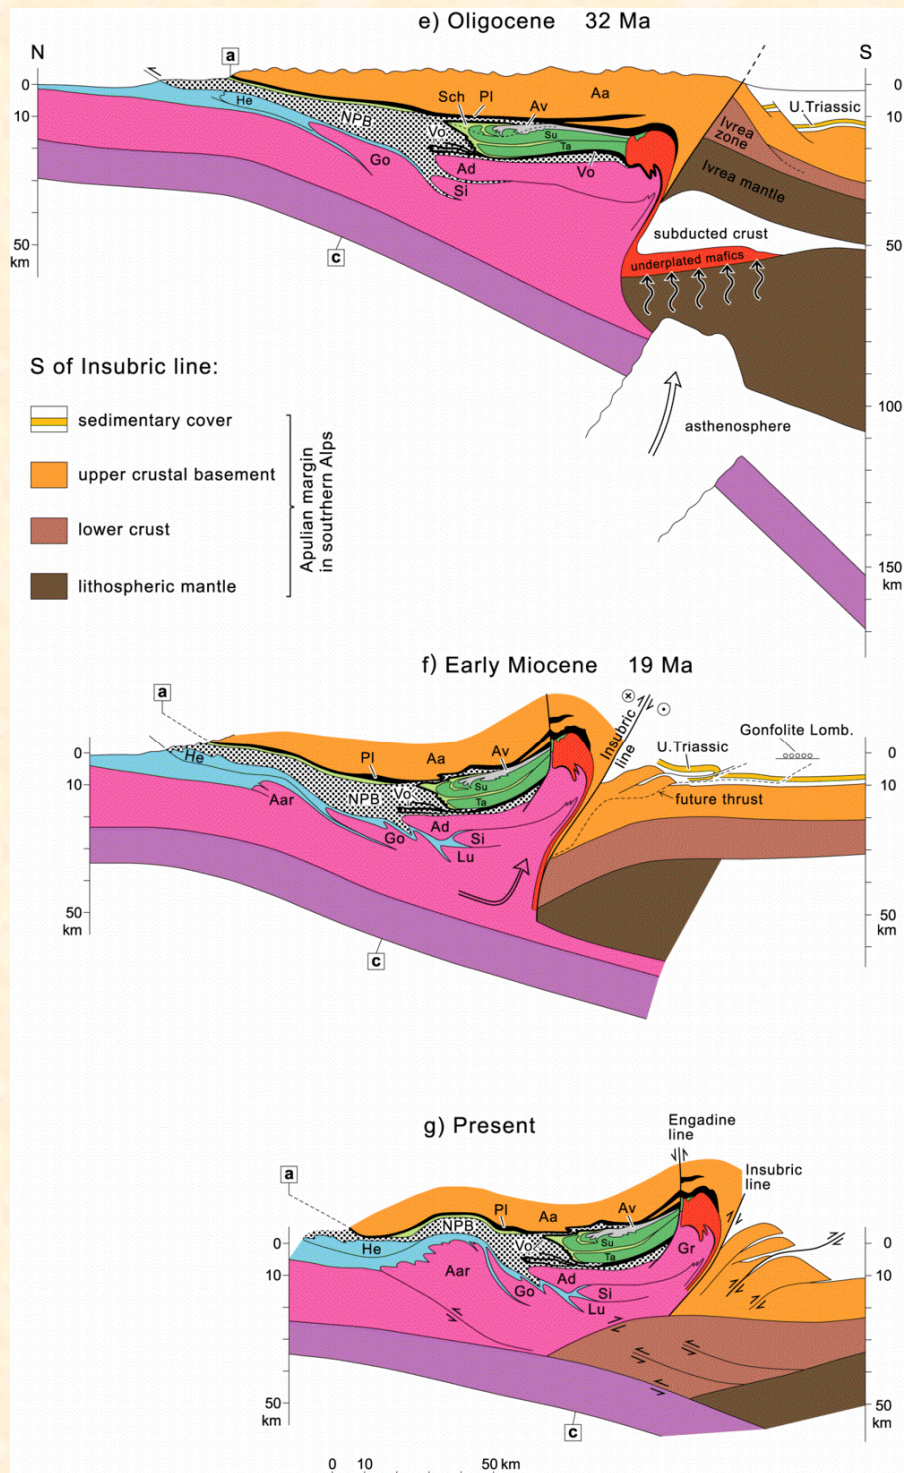 e) Oligocene 32 Ma
N
S
a
0
10
50
km
He
NPB
Go
Sch
Pl
Av
Aa
Vo
Su
Ta
Ad
Si
Vo
c
U.Triassic
Ivrea
zone
Ivrea mantle
subducted crust
underplated mafics
asthenosphere
0
10
50
100
150
km
S of Insubric line:
sedimentary cover
upper crustal basement
lower crust
lithospheric mantle
Apulian margin
in soutrhern Alps
f) Early Miocene 19 Ma
a
0
10
50
km
He
Aar
Pl
NPB
Vo
Aa
Av
Su
Ta
Go
Ad
Si
Lu
c
Insubric
line
U.Triassic
Gonfolite Lomb.
future thrust
0
10
50
km
g) Present
Engadine
line
Insubric
line
a
0
10
50
km
He
NPB
Pl
Aa
Av
Vo
Su
Ta
Aar
Go
Ad
Si
Lu
Gr
c
0
10
50
km
0 10 50 km